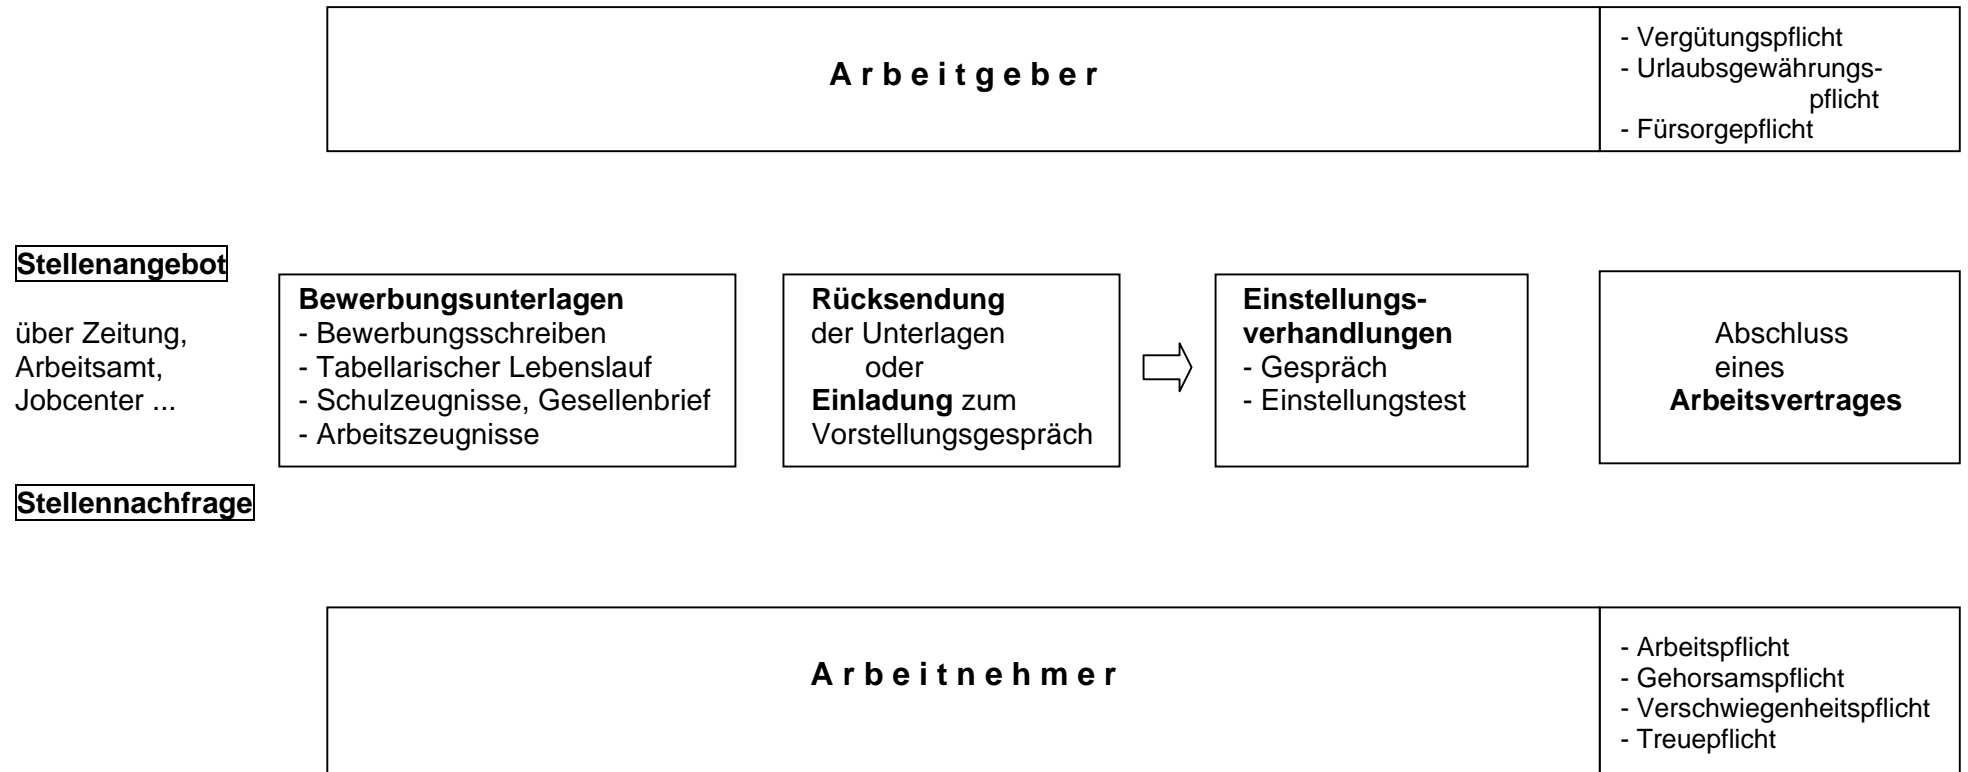 A r b e i t g e b e r
- Vergütungspflicht
- Urlaubsgewährungs-
pflicht
- Fürsorgepflicht
Stellenangebot
über Zeitung,
Arbeitsamt,
Jobcenter ...
Stellennachfrage
Bewerbungsunterlagen
- Bewerbungsschreiben
- Tabellarischer Lebenslauf
- Schulzeugnisse, Gesellenbrief
- Arbeitszeugnisse
Rücksendung
der Unterlagen
oder
Einladung zum
Vorstellungsgespräch
Einstellungs-
verhandlungen
- Gespräch
- Einstellungstest
Abschluss
eines
Arbeitsvertrages
A r b e i t n e h m e r
- Arbeitspflicht
- Gehorsamspflicht
- Verschwiegenheitspflicht
- Treuepflicht